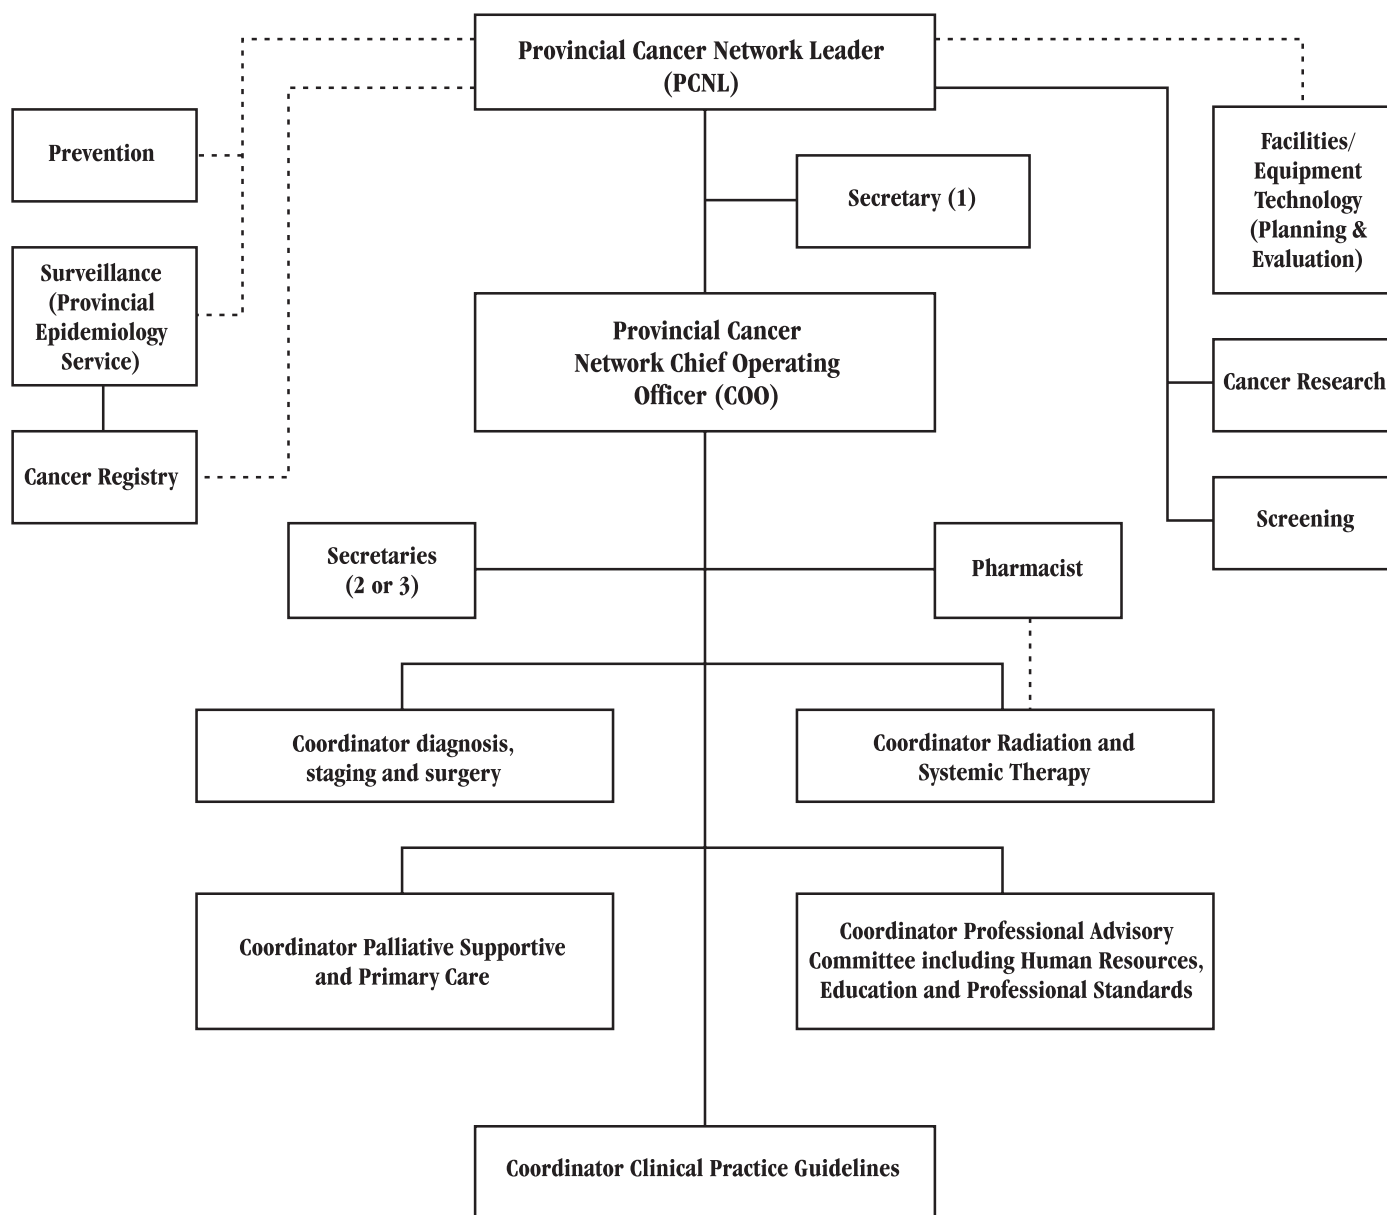 Provincial Cancer Network Leader
(PCNL)
Prevention
Facilities/
Equipment
Technology
(Planning &
Evaluation)
Secretary (1)
Surveillance
(Provincial
Epidemiology
Service)
Provincial Cancer
Network Chief Operating
Officer (COO)
Cancer Research
Cancer Registry
Screening
Secretaries
(2 or 3)
Pharmacist
Coordinator diagnosis,
staging and surgery
Coordinator Radiation and
Systemic Therapy
Coordinator Palliative Supportive
and Primary Care
Coordinator Professional Advisory
Committee including Human Resources,
Education and Professional Standards
Coordinator Clinical Practice Guidelines